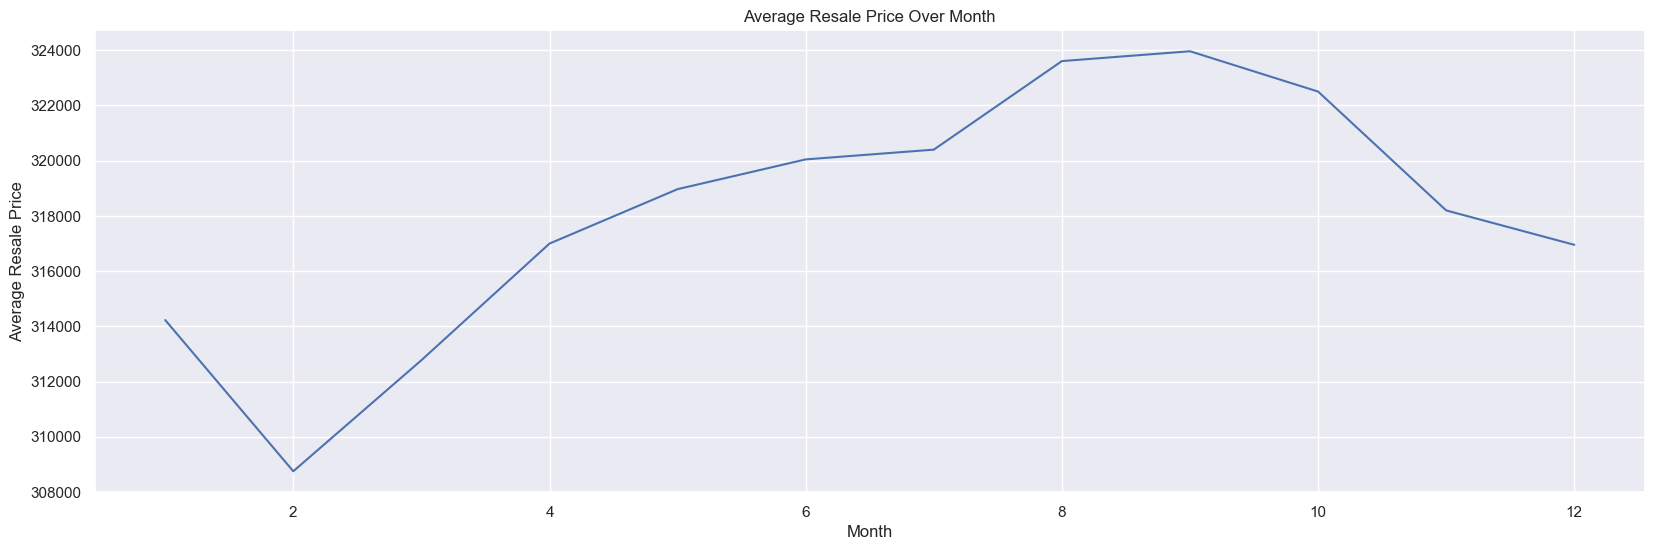 Average Resale Price Over Month
324000
322000
320000
318000
316000
314000
312000
310000
308000
Average Resale Price
2 4 6 8 10 12
Month